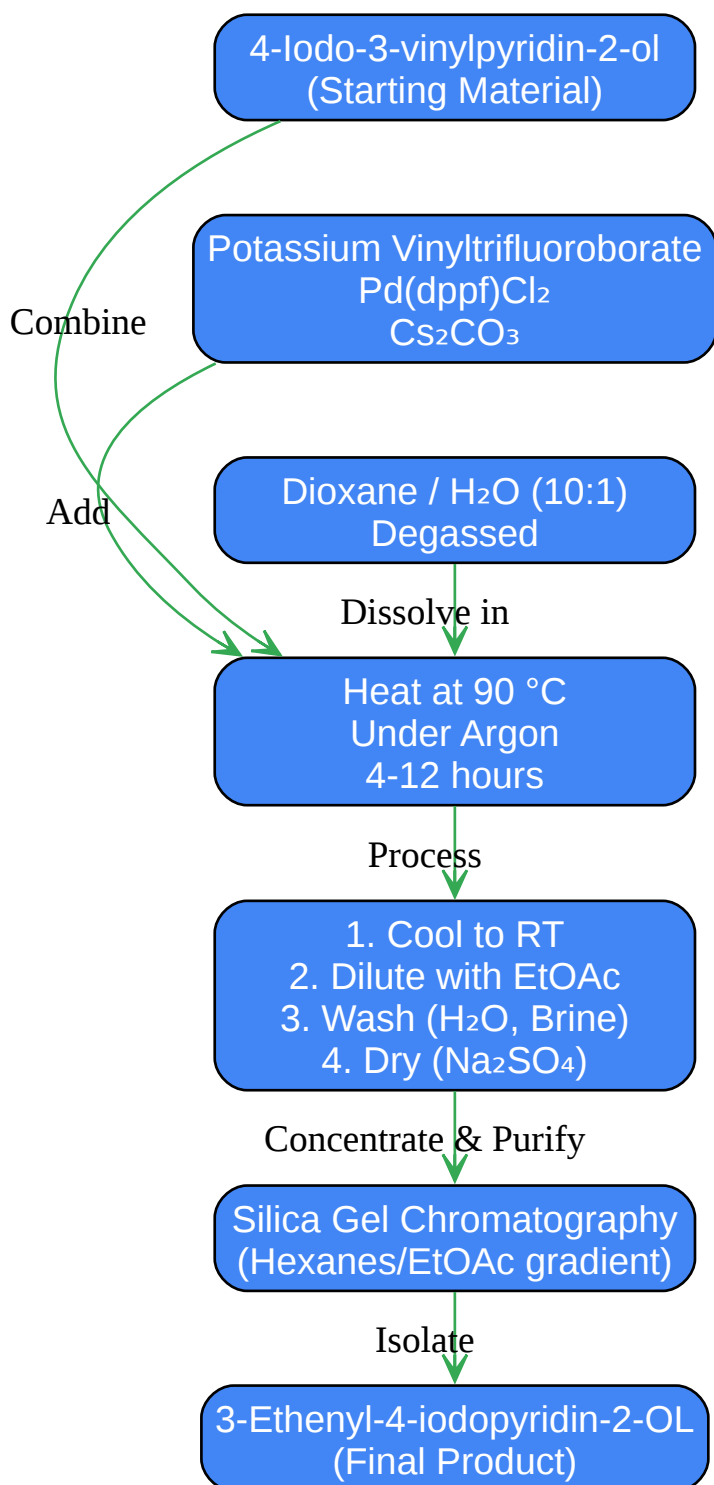 4-Iodo-3-vinylpyridin-2-ol
(Starting Material)
Potassium Vinyltrifluoroborate
Pd(dppf)Cl₂
Cs₂CO₃
Combine
Add
Dioxane / H₂O (10:1)
Degassed
Dissolve in
Heat at 90 °C
Under Argon
4-12 hours
Process
1. Cool to RT
2. Dilute with EtOAc
3. Wash (H₂O, Brine)
4. Dry (Na₂SO₄)
Concentrate & Purify
Silica Gel Chromatography
(Hexanes/EtOAc gradient)
Isolate
3-Ethenyl-4-iodopyridin-2-OL
(Final Product)